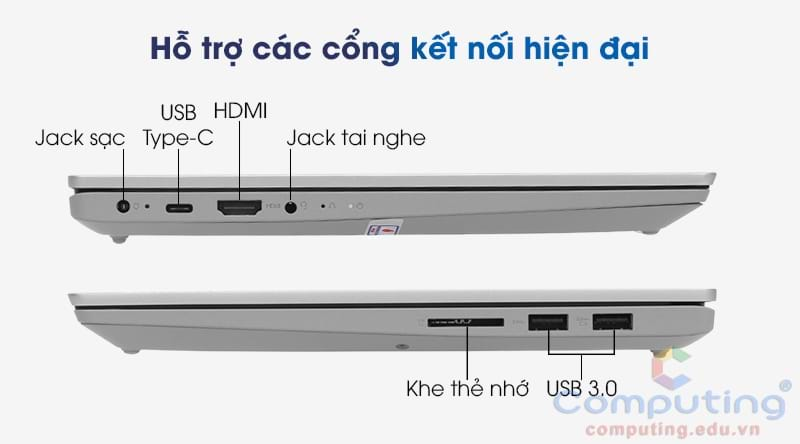 Hỗ trợ các cổng kết nối hiện đại
USB
Type-C
HDMI
Jack sạc
Jack tai nghe
HDMI
Khe thẻ nhớ
USB 3.0
Computing®
computing.edu.vn